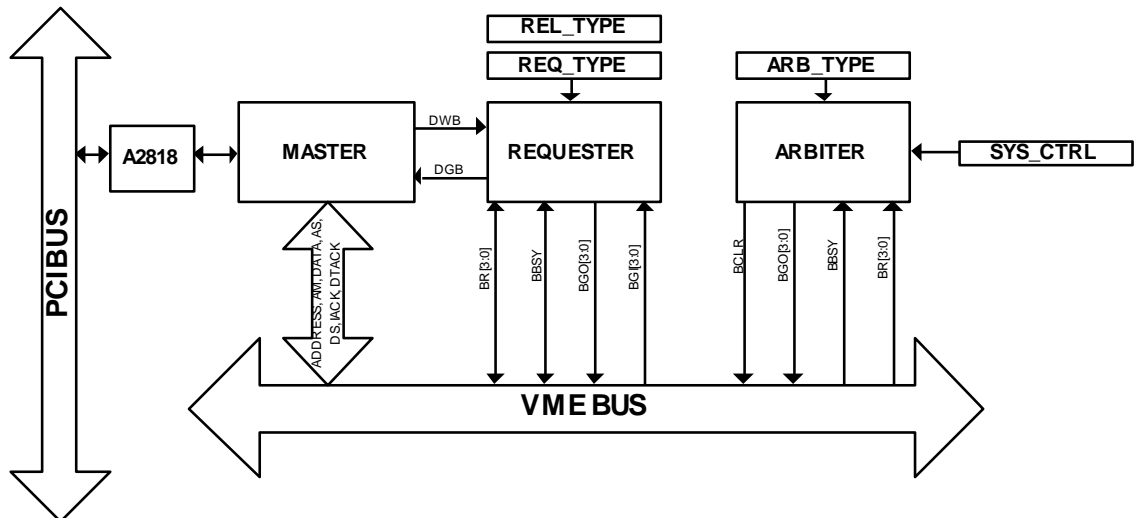 REL_TYPE
REQ_TYPE
ARB_TYPE
A2818
MASTER
DWB
DGB
REQUESTER
ARBITER
SYS_CTRL
PCIBUS
ADDRESS, AM, DATA, AS,
DS, IACK, DTACK
BR[3:0]
BBSY
BGO[3:0]
BGI[3:0]
BCLR
BGO[3:0]
BBSY
BR[3:0]
VME BUS